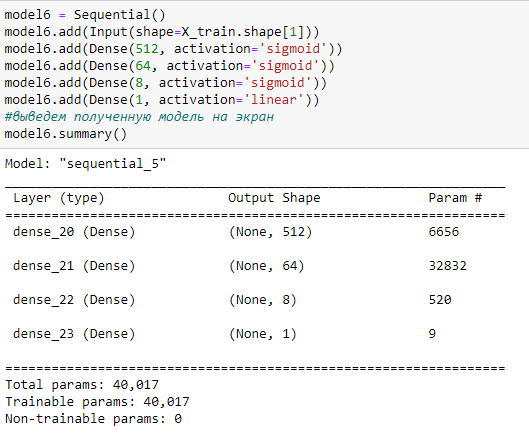 model6 = Sequential()
model6.add(Input(shape=X_train.shape[1]))
model6.add(Dense(512, activation='sigmoid'))
model6.add(Dense(64, activation='sigmoid'))
model6.add(Dense(8, activation='sigmoid'))
model6.add(Dense(1, activation='linear'))
#выведем полученную модель на экран
model6.summary()
Model: "sequential_5"
Layer (type) Output Shape Param #
dense_20 (Dense) (None, 512) 6656
dense_21 (Dense) (None, 64) 32832
dense_22 (Dense) (None, 8) 520
dense_23 (Dense) (None, 1) 9
Total params: 40,017
Trainable params: 40,017
Non-trainable params: 0